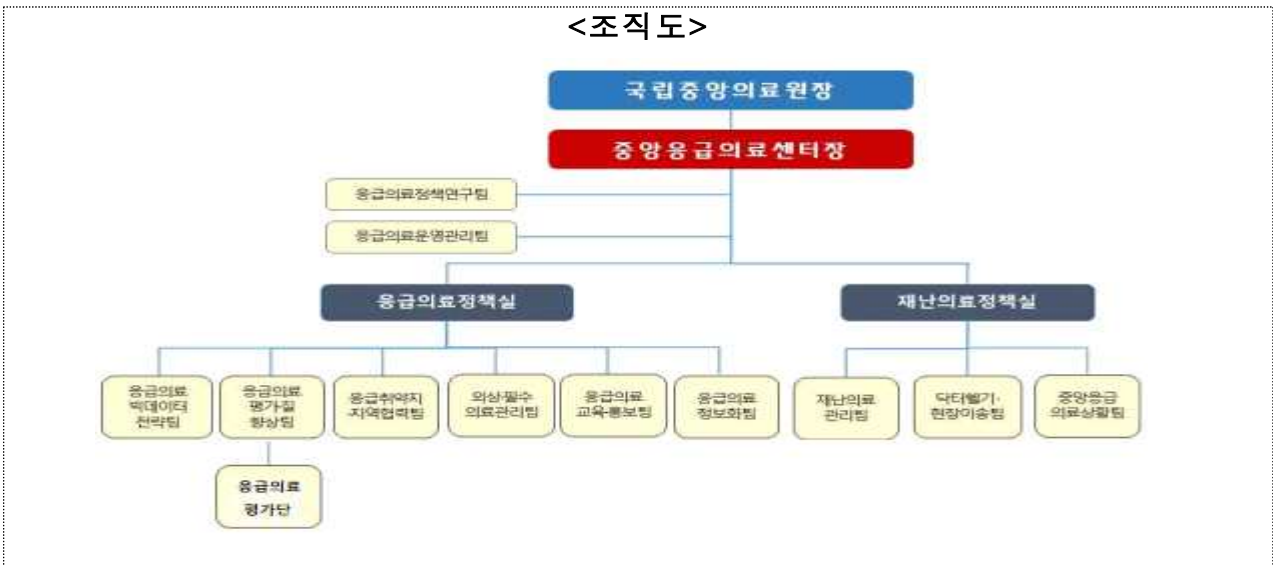 <조직도>
국립중앙의료원장
중앙응급의료센터장
응급의료정책연구팀
응급의료운영관리팀
응급의료정책실
재난의료정책실
응급의료
빅데이터
전략팀
응급의료
평가·질
향상팀
응급취약지
·지역협력팀
외상·필수
의료관리팀
응급의료
교육·홍보팀
응급의료
정보화팀
재난의료
관리팀
닥터헬기·
현장이송팀
중앙응급
의료상황팀
응급의료
평가단